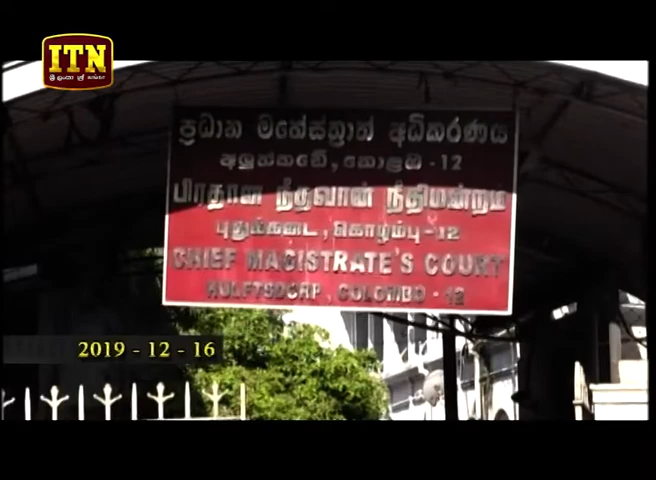 ITN
ප්‍රධාන මහේස්ත්‍රාත් අධිකරණය
අලුත්කඩේ, කොළඹ - 12
பிரதான நீதவான் நீதிமன்றம்
புதுக்கடை, கொழும்பு - 12
CHIEF MAGISTRATE'S COURT
HULFTSDORP, COLOMBO - 12
2019 - 12 - 16